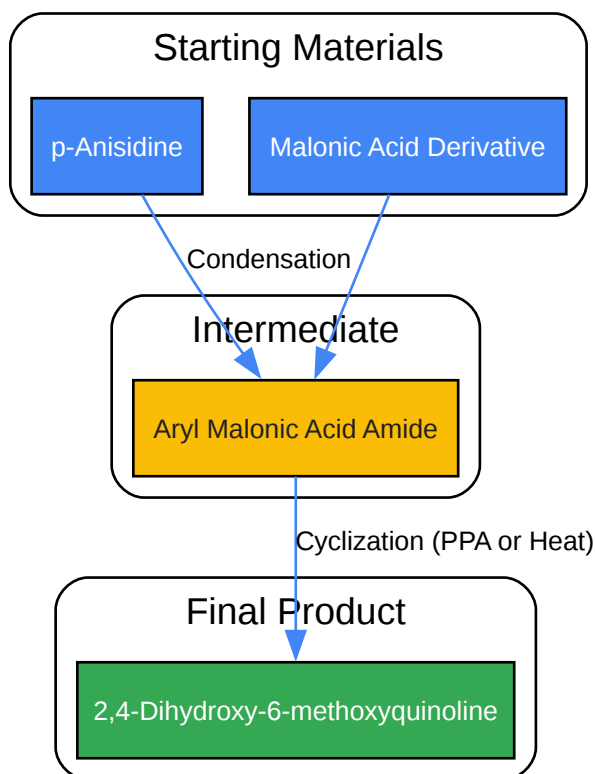 Starting Materials
p-Anisidine
Malonic Acid Derivative
Condensation
Intermediate
Aryl Malonic Acid Amide
Cyclization (PPA or Heat)
Final Product
2,4-Dihydroxy-6-methoxyquinoline